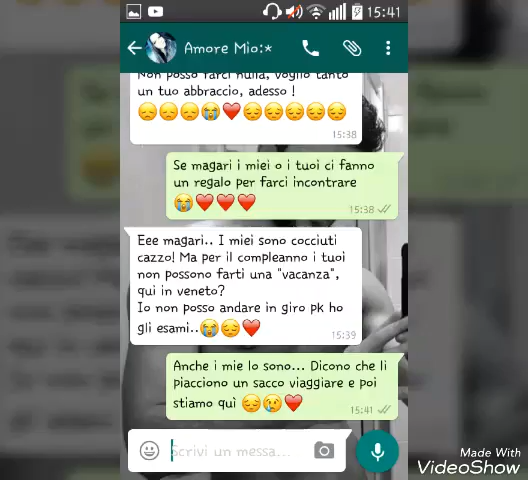 15:41
Amore Mio:*
Non posso farci nulla, voglio tanto
un tuo abbraccio, adesso !
😞😞😞😭❤️😔😔😔😔😔
15:38
Se magari i miei o i tuoi ci fanno
un regalo per farci incontrare
😭❤️❤️❤️
15:38
Eee magari.. I miei sono cocciuti
cazzo! Ma per il compleanno i tuoi
non possono farti una "vacanza",
qui in veneto?
Io non posso andare in giro pk ho
gli esami..😭😔❤️
15:39
Anche i mie lo sono... Dicono che li
piacciono un sacco viaggiare e poi
stiamo quì 😔😢❤️
15:41
Scrivi un messa...
Made With
VideoShow